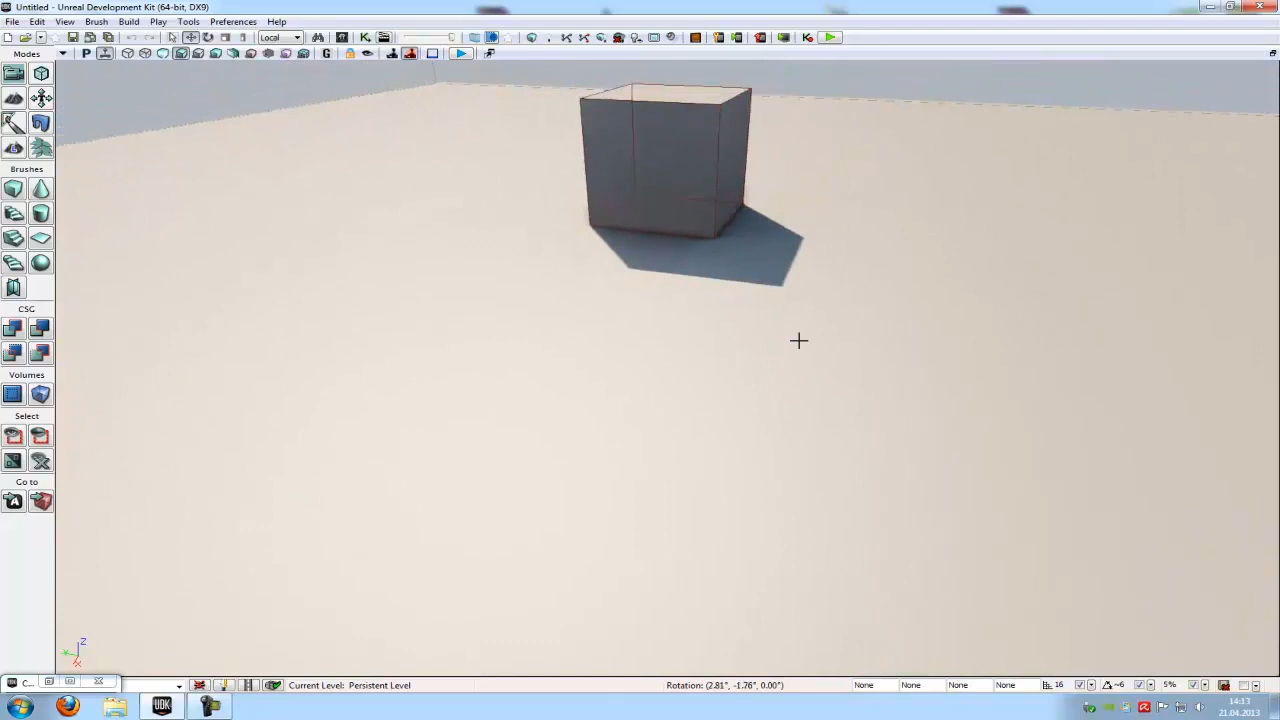 Untitled - Unreal Development Kit (64-bit, DX9)
File Edit View Brush Build Play Tools Preferences Help
Local
Modes
P
G
Brushes
CSG
Volumes
Select
Go to
Z
Y
X
C...
Current Level: Persistent Level
Rotation: (2.81°, -1.76°, 0.00°)
None None None None
16
~6
5%
UDK
14:13
21.04.2013